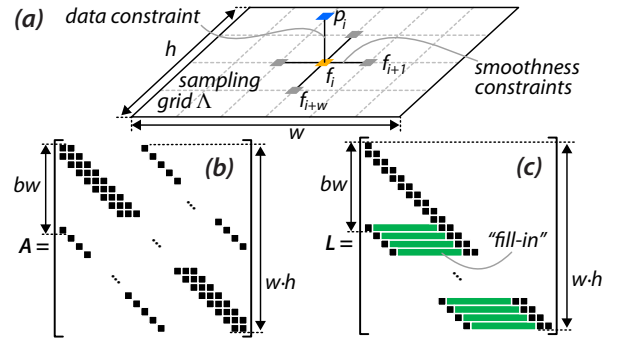 (a)
data constraint
p_i
h
f_i
f_{i+1}
sampling
grid Λ
f_{i+w}
smoothness
constraints
w
(b)
bw
A =
w·h
(c)
bw
L =
"fill-in"
w·h